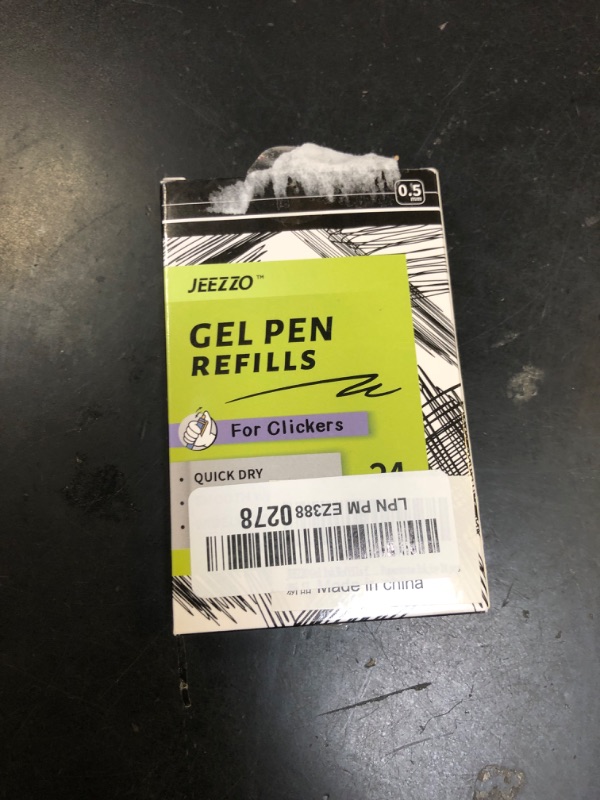 0.5
mm
JEEZZO™
GEL PEN
REFILLS
For Clickers
• QUICK DRY
24
LPN PM EZ388 0278
Made in china